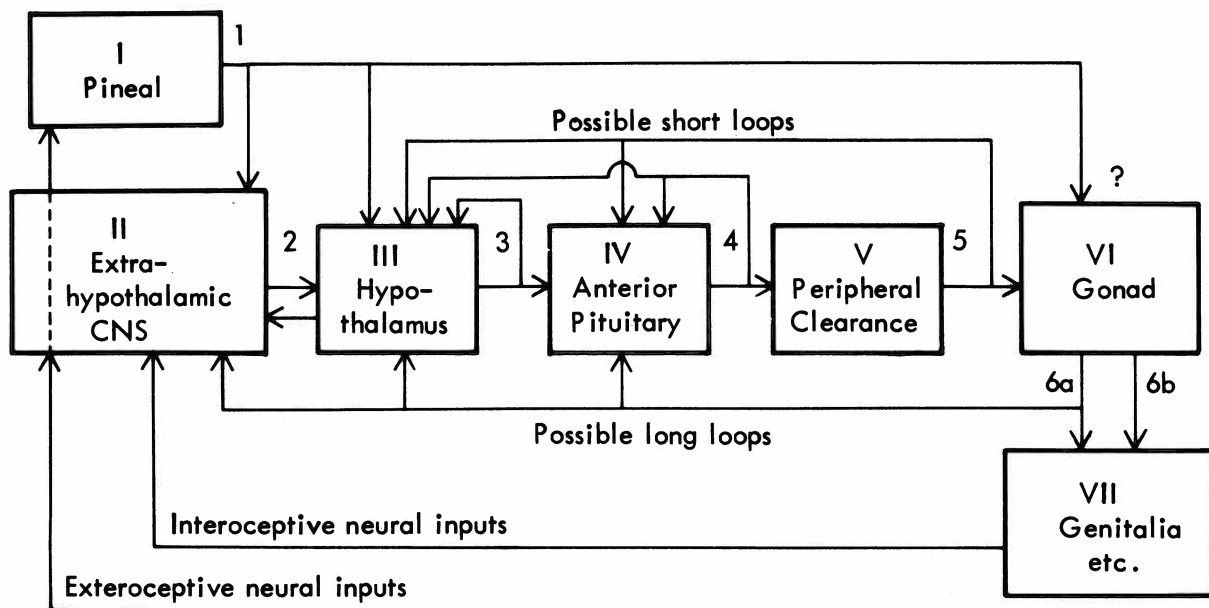 I
Pineal
1
Possible short loops
?
II
Extra-
hypothalamic
CNS
2
III
Hypo-
thalamus
3
IV
Anterior
Pituitary
4
V
Peripheral
Clearance
5
VI
Gonad
6a
6b
Possible long loops
VII
Genitalia
etc.
Interoceptive neural inputs
Exteroceptive neural inputs